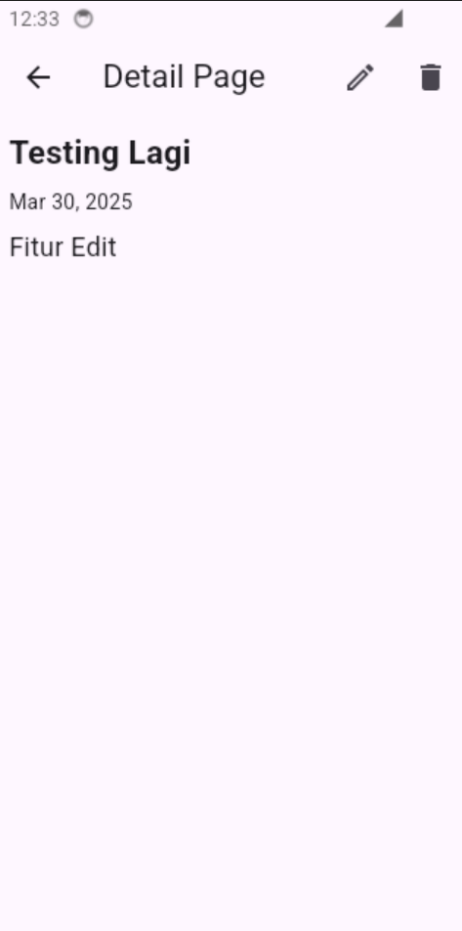 12:33
Detail Page
Testing Lagi
Mar 30, 2025
Fitur Edit